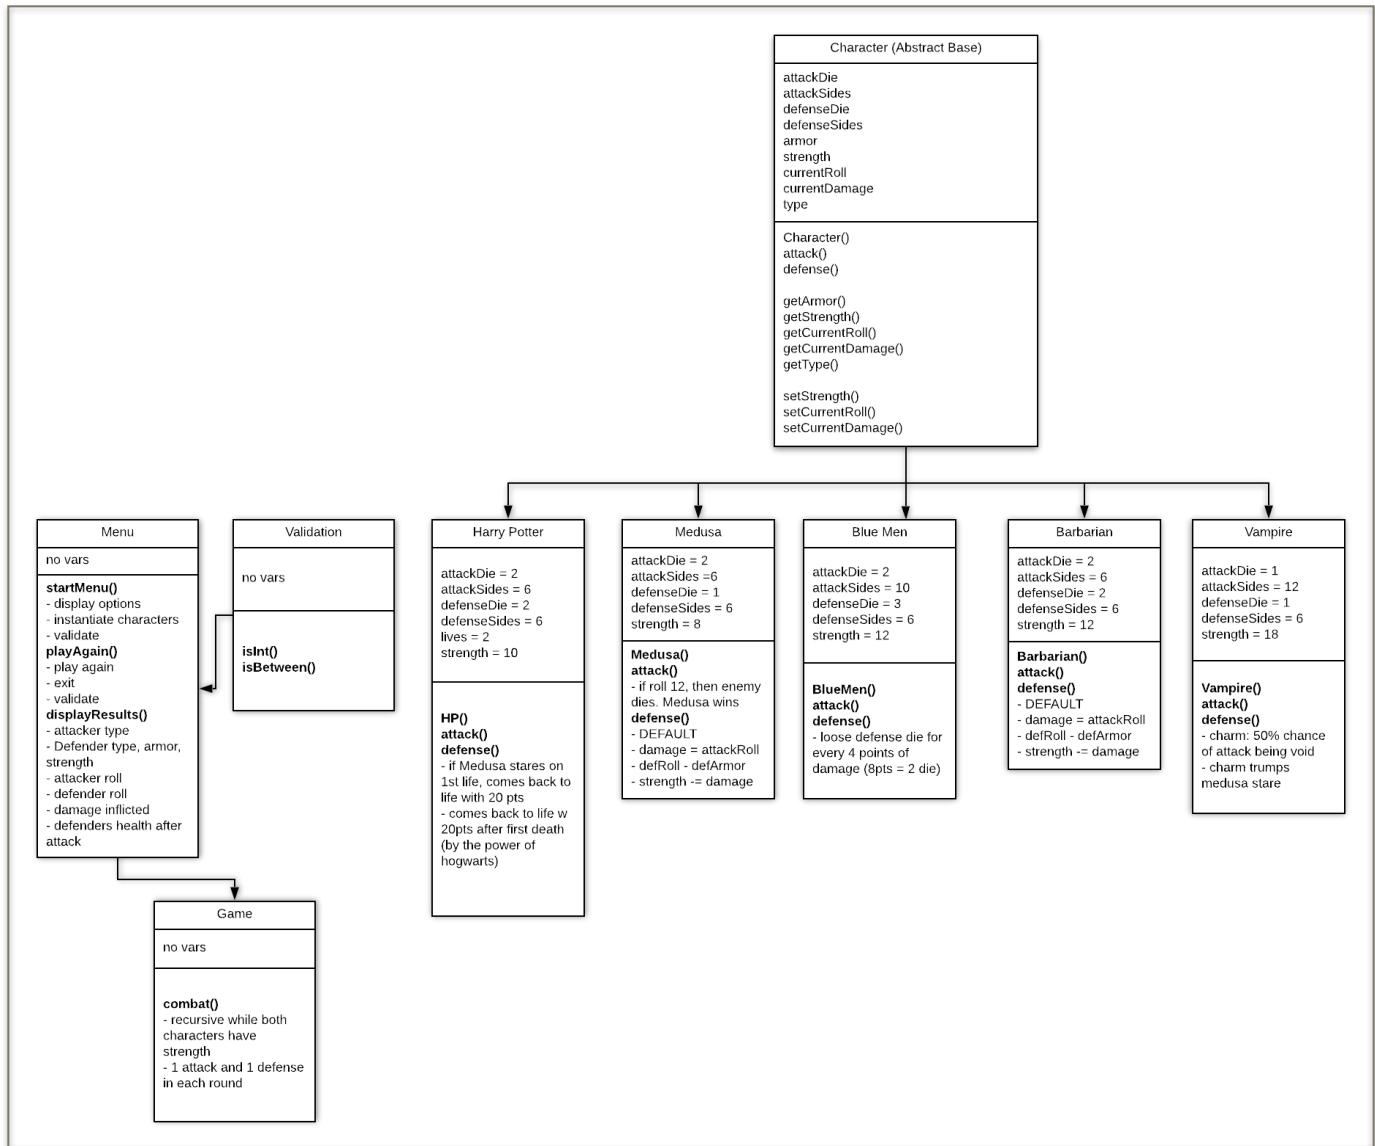 Character (Abstract Base)
attackDie
attackSides
defenseDie
defenseSides
armor
strength
currentRoll
currentDamage
type
Character()
attack()
defense()
getArmor()
getStrength()
getCurrentRoll()
getCurrentDamage()
getType()
setStrength()
setCurrentRoll()
setCurrentDamage()
Menu
no vars
startMenu()
- display options
- instantiate characters
- validate
playAgain()
- play again
- exit
- validate
displayResults()
- attacker type
- Defender type, armor,
strength
- attacker roll
- defender roll
- damage inflicted
- defenders health after
attack
Validation
no vars
isInt()
isBetween()
Harry Potter
attackDie = 2
attackSides = 6
defenseDie = 2
defenseSides = 6
lives = 2
strength = 10
HP()
attack()
defense()
- if Medusa stares on
1st life, comes back to
life with 20 pts
- comes back to life w
20pts after first death
(by the power of
hogwarts)
Medusa
attackDie = 2
attackSides =6
defenseDie = 1
defenseSides = 6
strength = 8
Medusa()
attack()
- if roll 12, then enemy
dies. Medusa wins
defense()
- DEFAULT
- damage = attackRoll
- defRoll - defArmor
- strength -= damage
Blue Men
attackDie = 2
attackSides = 10
defenseDie = 3
defenseSides = 6
strength = 12
BlueMen()
attack()
defense()
- loose defense die for
every 4 points of
damage (8pts = 2 die)
Barbarian
attackDie = 2
attackSides = 6
defenseDie = 2
defenseSides = 6
strength = 12
Barbarian()
attack()
defense()
- DEFAULT
- damage = attackRoll
- defRoll - defArmor
- strength -= damage
Vampire
attackDie = 1
attackSides = 12
defenseDie = 1
defenseSides = 6
strength = 18
Vampire()
attack()
defense()
- charm: 50% chance
of attack being void
- charm trumps
medusa stare
Game
no vars
combat()
- recursive while both
characters have
strength
- 1 attack and 1 defense
in each round